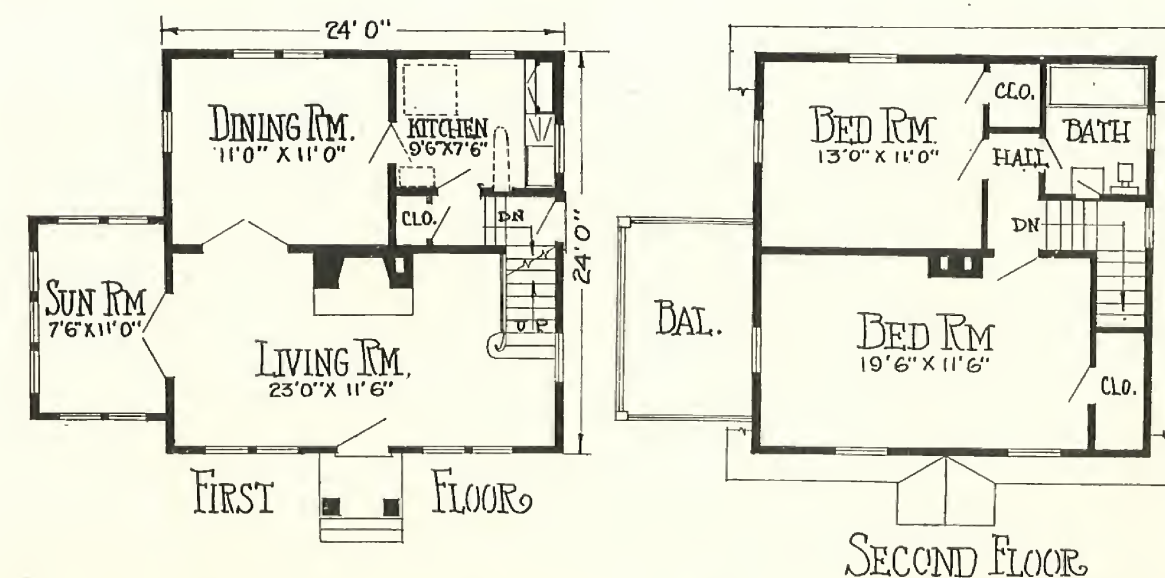 24'0"
DINING RM.
11'0" X 11'0"
KITCHEN
9'6"X7'6"
CLO.
DN
24'0"
SUN RM
7'6"X11'0"
UP
LIVING RM,
23'0"X 11'6"
FIRST FLOOR
BED RM.
13'0" X 11'0"
CLO.
BATH
HALL
DN
BAL.
BED RM
19'6" X 11'6"
CLO.
SECOND FLOOR